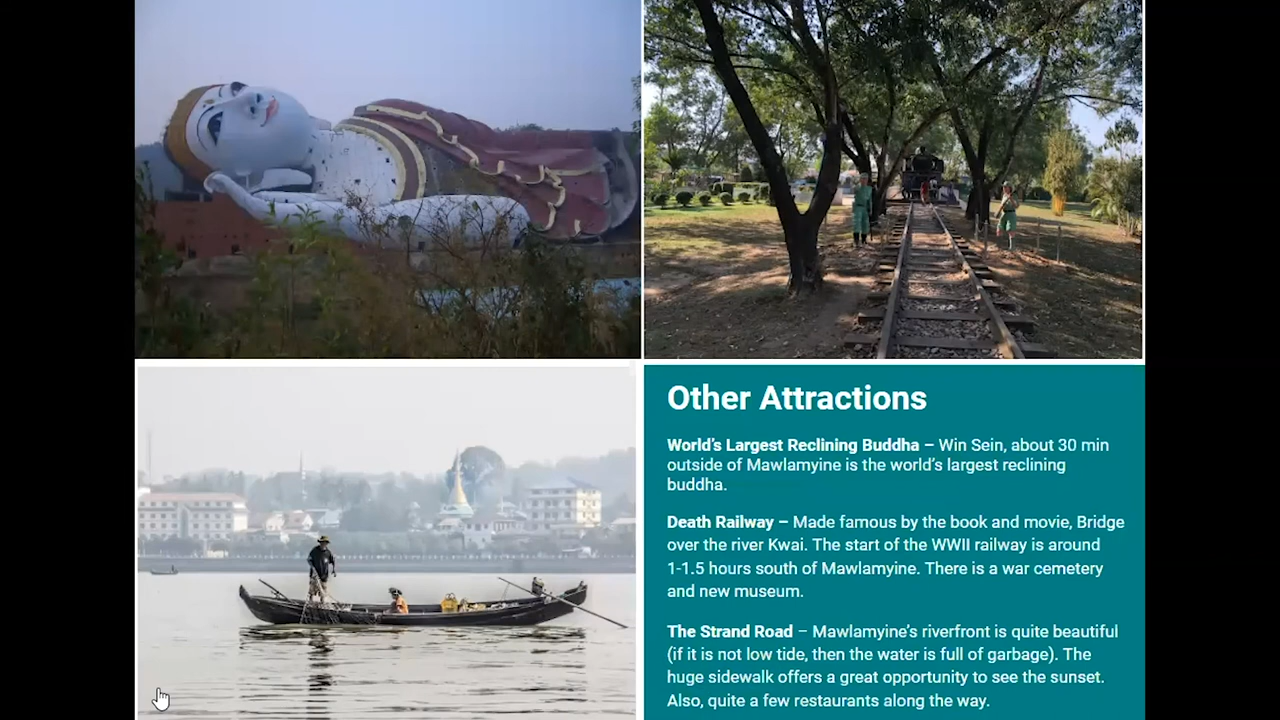 Other Attractions
World's Largest Reclining Buddha – Win Sein, about 30 min
outside of Mawlamyine is the world's largest reclining
buddha.
Death Railway – Made famous by the book and movie, Bridge
over the river Kwai. The start of the WWII railway is around
1-1.5 hours south of Mawlamyine. There is a war cemetery
and new museum.
The Strand Road – Mawlamyine's riverfront is quite beautiful
(if it is not low tide, then the water is full of garbage). The
huge sidewalk offers a great opportunity to see the sunset.
Also, quite a few restaurants along the way.